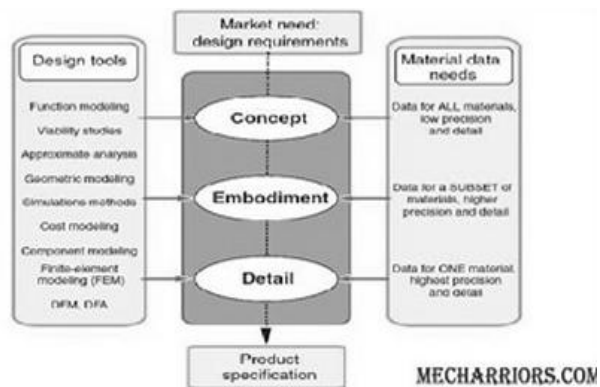 Market need:
design requirements
Design tools
Function modeling
Viability studies
Approximate analysis
Geometric modeling
Simulations methods
Cost modeling
Component modeling
Finite-element
modeling (FEM)
DFM, DFA
Concept
Embodiment
Detail
Product
specification
Material data
needs
Data for ALL materials,
low precision
and detail
Data for a SUBSET of
materials, higher
precision and detail
Data for ONE material,
highest precision
and detail
MECHARRIORS.COM